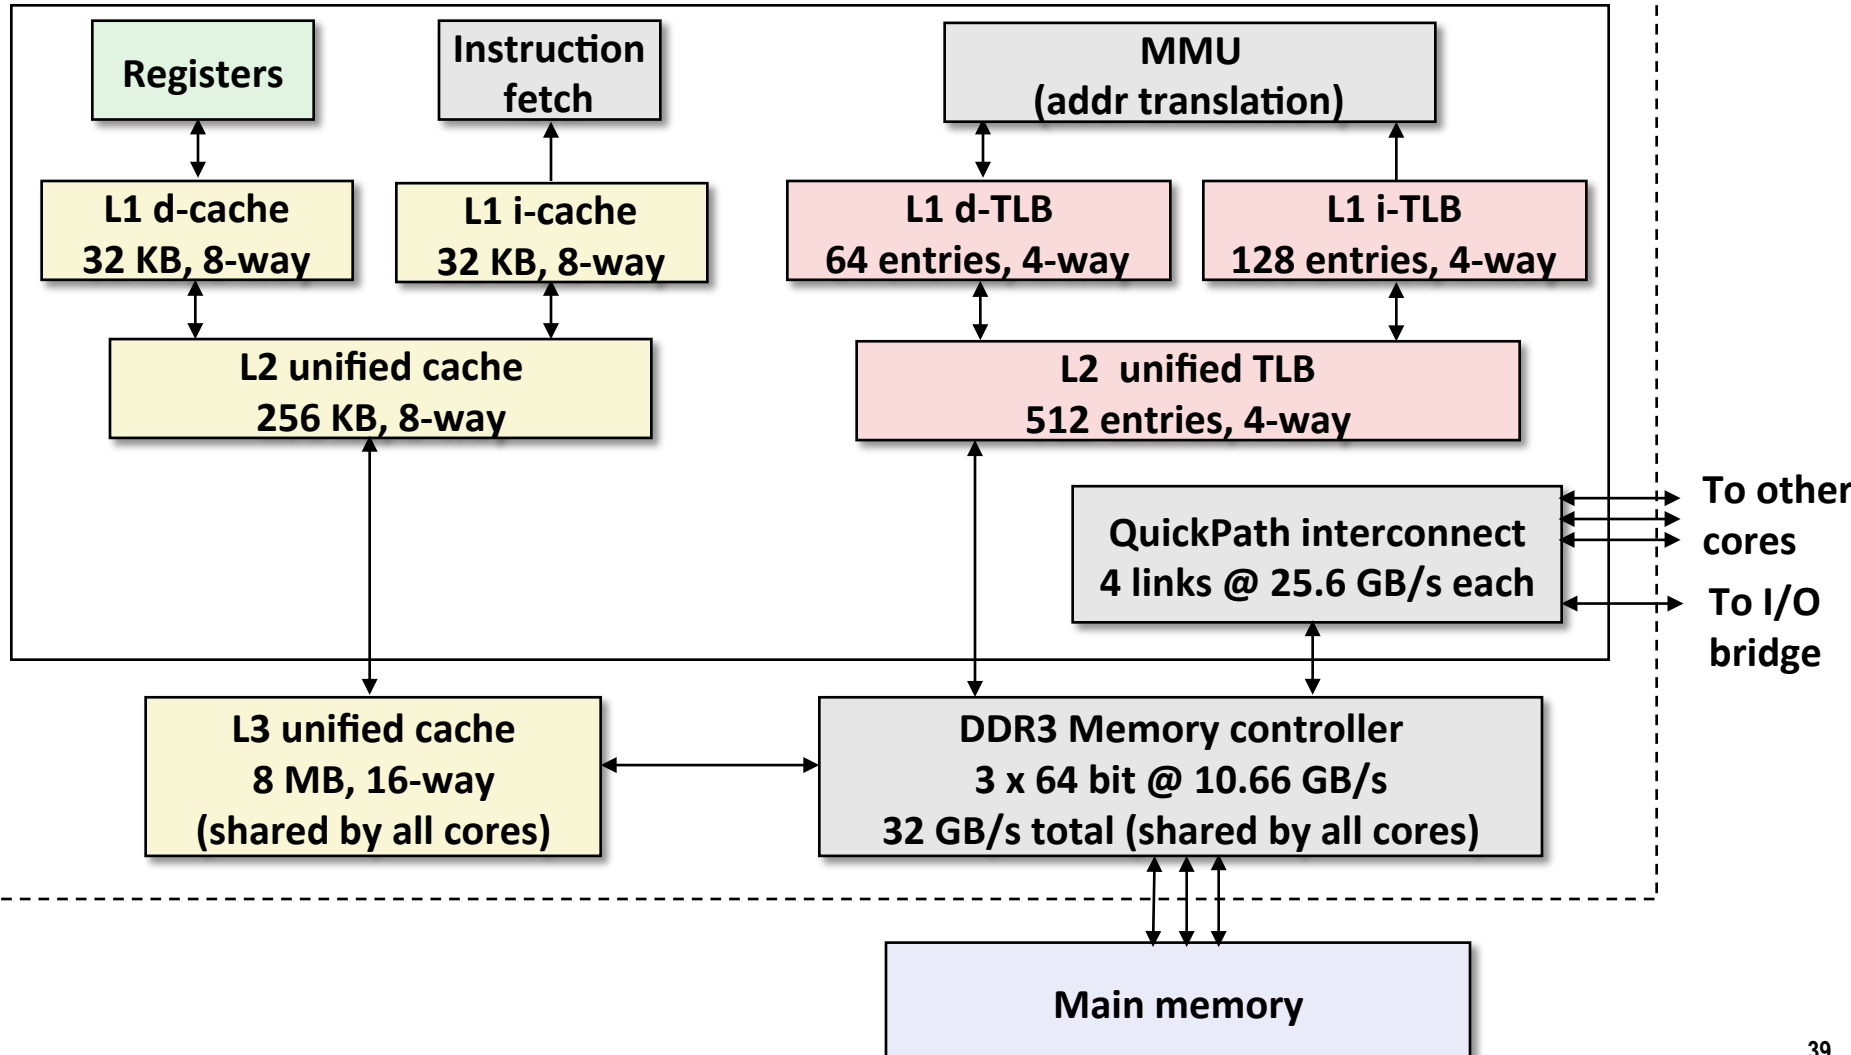 Registers
Instruction
fetch
MMU
(addr translation)
L1 d-cache
32 KB, 8-way
L1 i-cache
32 KB, 8-way
L1 d-TLB
64 entries, 4-way
L1 i-TLB
128 entries, 4-way
L2 unified cache
256 KB, 8-way
L2  unified TLB
512 entries, 4-way
QuickPath interconnect
4 links @ 25.6 GB/s each
To other
cores
To I/O
bridge
L3 unified cache
8 MB, 16-way
(shared by all cores)
DDR3 Memory controller
3 x 64 bit @ 10.66 GB/s
32 GB/s total (shared by all cores)
Main memory
39